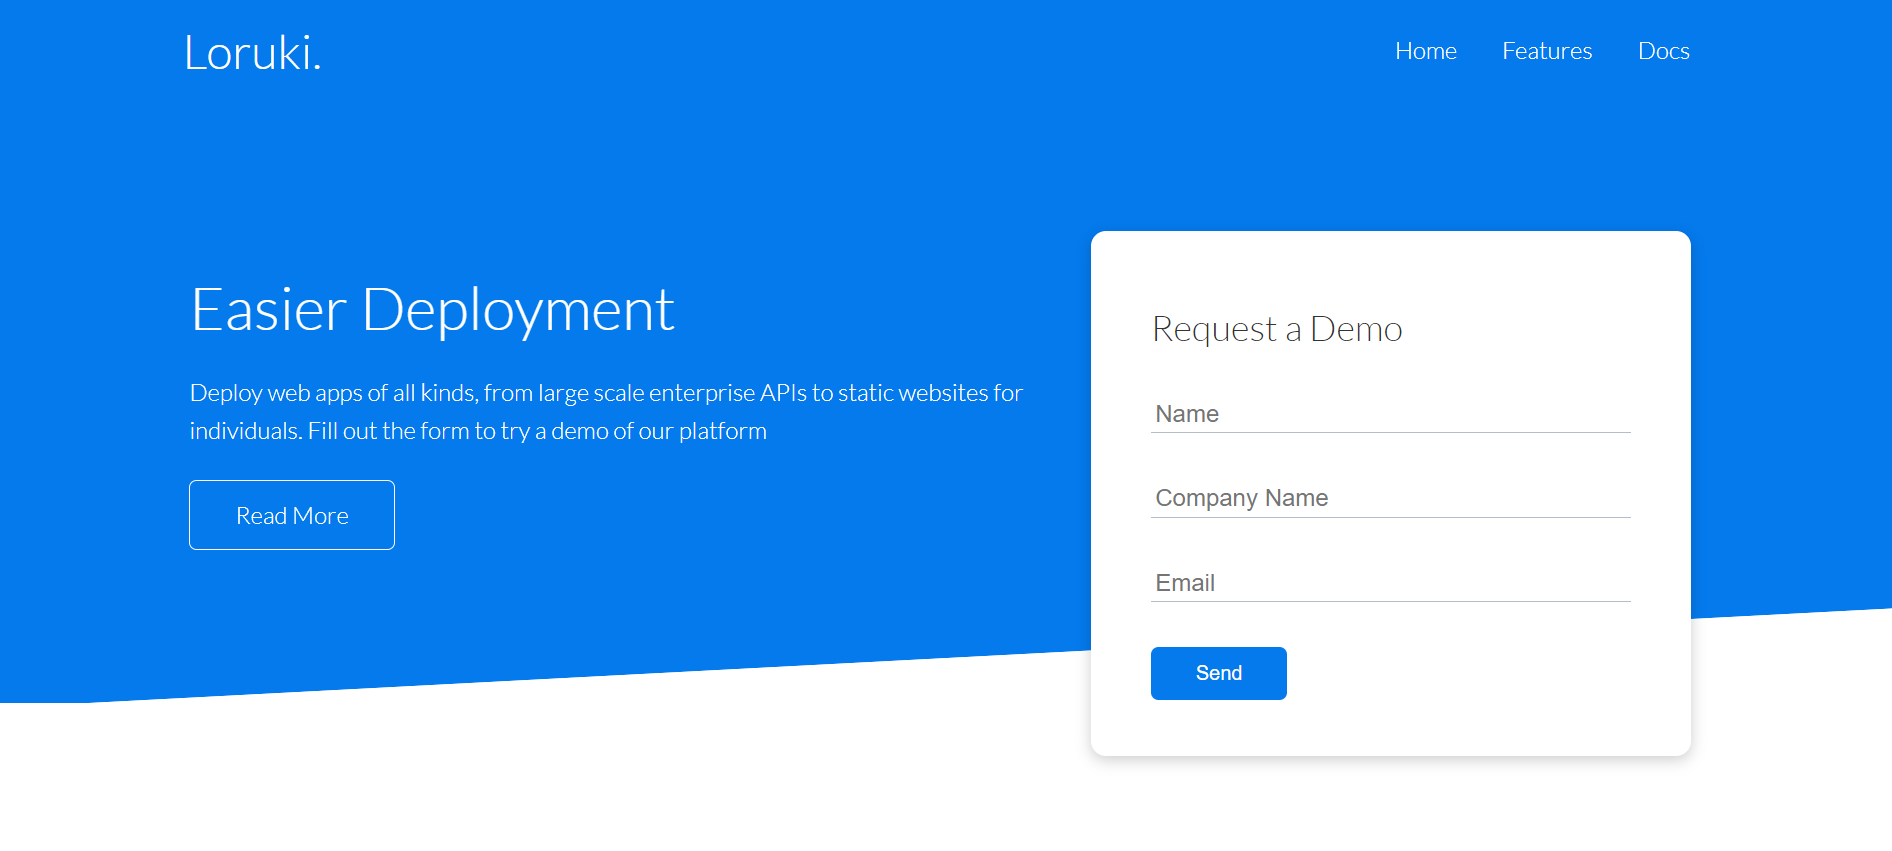 Loruki.
Home Features Docs
Easier Deployment
Deploy web apps of all kinds, from large scale enterprise APIs to static websites for
individuals. Fill out the form to try a demo of our platform
Read More
Request a Demo
Name
Company Name
Email
Send